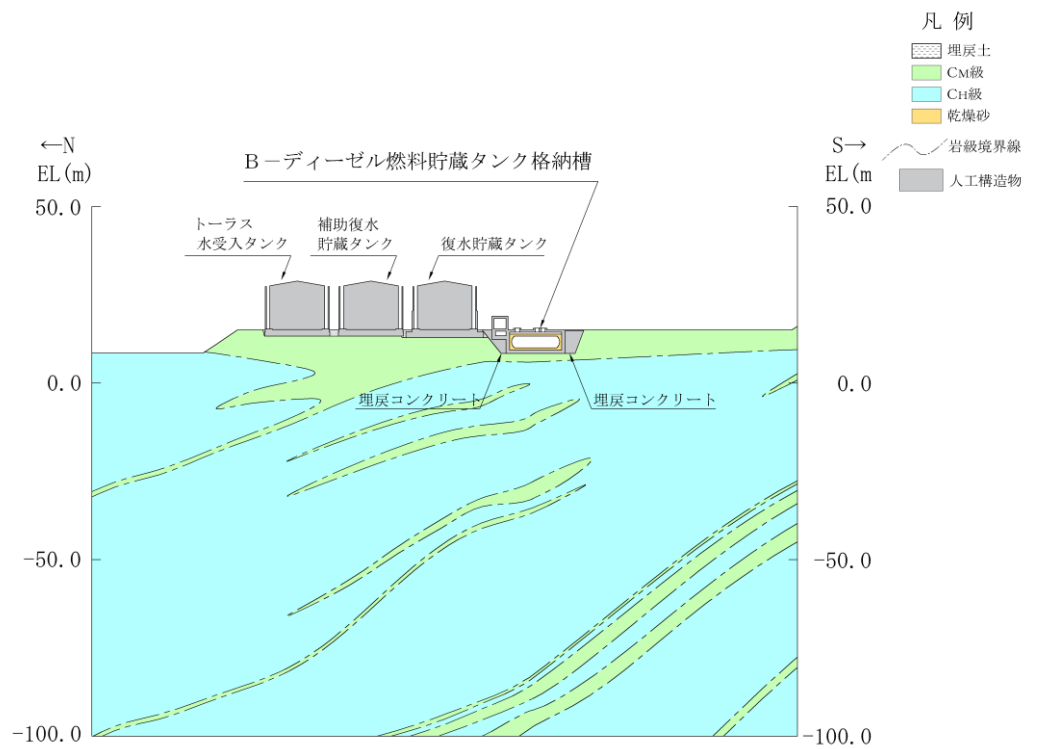 凡 例
埋戻土
CM級
CH級
乾燥砂
岩級境界線
人工構造物
←N
EL(m)
S→
EL(m
B-ディーゼル燃料貯蔵タンク格納槽
50.0
50.0
トーラス
水受入タンク
補助復水
貯蔵タンク
復水貯蔵タンク
0.0
0.0
埋戻コンクリート
埋戻コンクリート
-50.0
-50.0
-100.0
-100.0